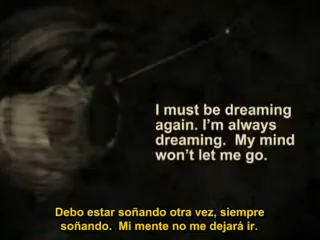 I must be dreaming
again. I'm always
dreaming.  My mind
won't let me go.
Debo estar soñando otra vez, siempre
soñando.  Mi mente no me dejará ir.